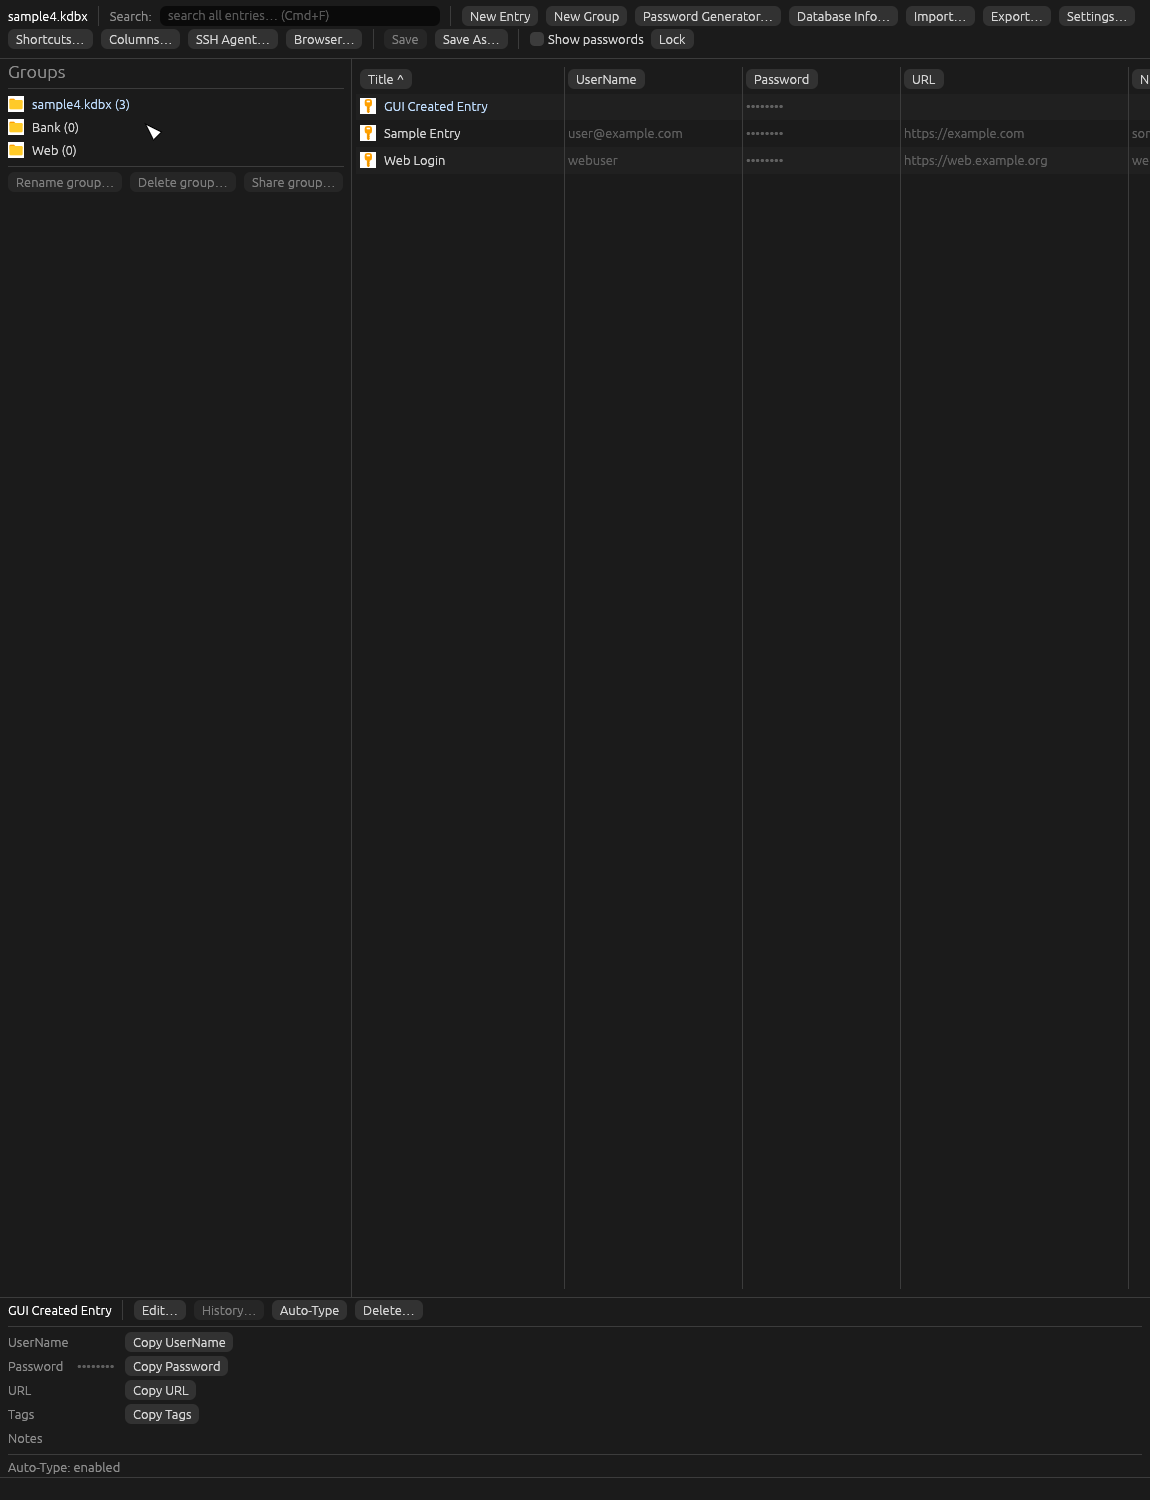 sample4.kdbx Search: search all entries... (Cmd+F) New Entry New Group Password Generator... Database Info... Import... Export... Settings...
Shortcuts... Columns... SSH Agent... Browser... Save Save As... Show passwords Lock
Groups
sample4.kdbx (3)
Bank (0)
Web (0)
Rename group... Delete group... Share group...
Title ^ UserName Password URL N
GUI Created Entry ••••••••
Sample Entry user@example.com •••••••• https://example.com sor
Web Login webuser •••••••• https://web.example.org we
GUI Created Entry Edit... History... Auto-Type Delete...
UserName Copy UserName
Password •••••••• Copy Password
URL Copy URL
Tags Copy Tags
Notes
Auto-Type: enabled